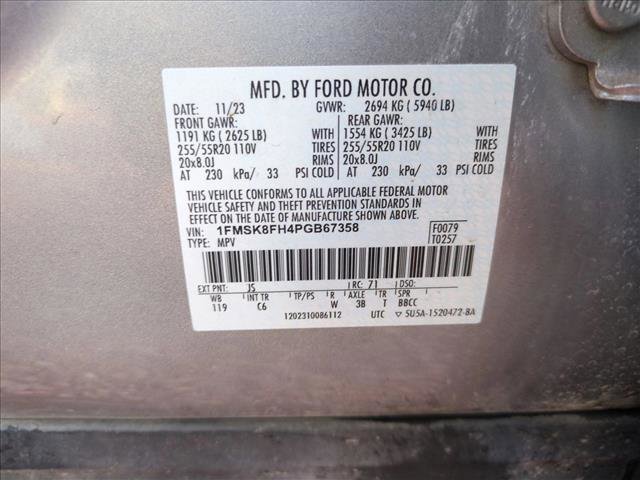 MFD. BY FORD MOTOR CO.
DATE: 11/23 GVWR: 2694 KG ( 5940 LB)
FRONT GAWR: REAR GAWR:
1191 KG ( 2625 LB) WITH 1554 KG ( 3425 LB) WITH
255/55R20 110V TIRES 255/55R20 110V TIRES
20x8.0J RIMS 20x8.0J RIMS
AT 230 kPa/ 33 PSI COLD AT 230 kPa/ 33 PSI COLD
THIS VEHICLE CONFORMS TO ALL APPLICABLE FEDERAL MOTOR
VEHICLE SAFETY AND THEFT PREVENTION STANDARDS IN
EFFECT ON THE DATE OF MANUFACTURE SHOWN ABOVE.
VIN: 1FMSK8FH4PGB67358 F0079
TYPE: MPV T0257
EXT PNT: JS RC: 71 DSO:
WB INT TR TP/PS R AXLE TR SPR
119 C6 W 3B T BBCC
1202310086112 UTC ▽ 5U5A-1520472-BA